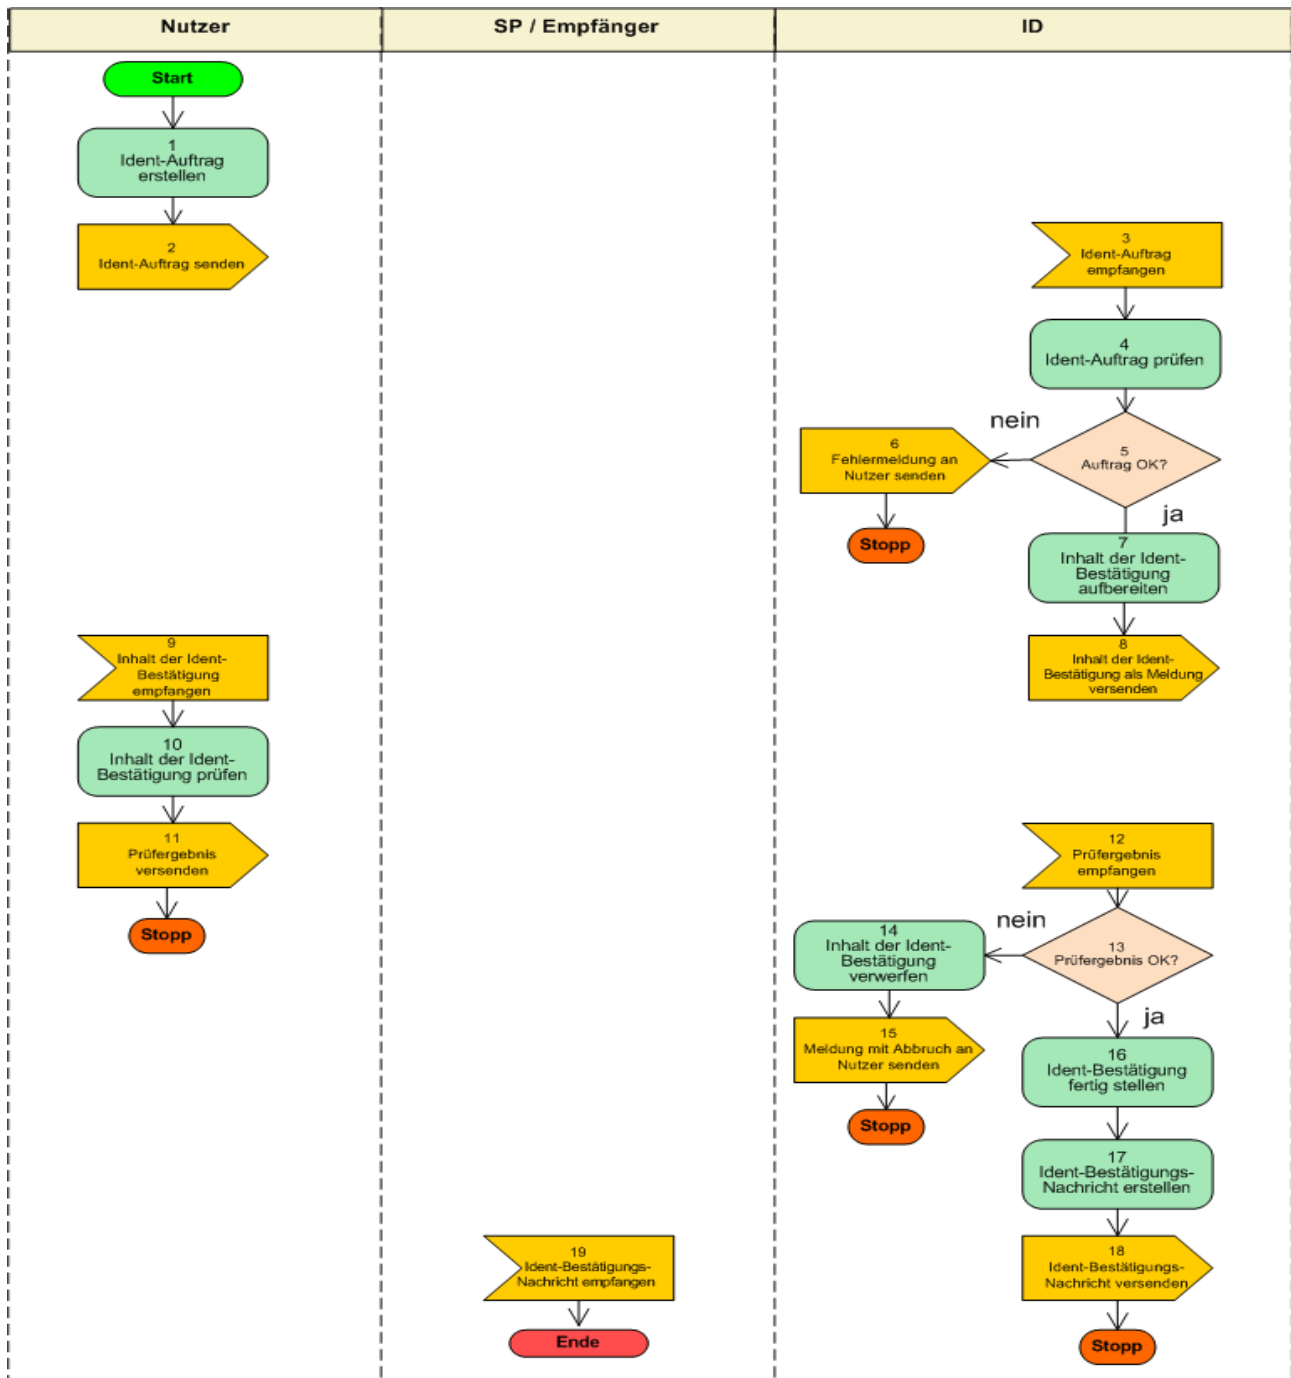 Nutzer
SP / Empfänger
ID
Start
1
Ident-Auftrag
erstellen
2
Ident-Auftrag senden
3
Ident-Auftrag
empfangen
4
Ident-Auftrag prüfen
5
Auftrag OK?
nein
6
Fehlermeldung an
Nutzer senden
Stopp
ja
7
Inhalt der Ident-
Bestätigung
aufbereiten
8
Inhalt der Ident-
Bestätigung als Meldung
versenden
9
Inhalt der Ident-
Bestätigung
empfangen
10
Inhalt der Ident-
Bestätigung prüfen
11
Prüfergebnis
versenden
Stopp
12
Prüfergebnis
empfangen
13
Prüfergebnis OK?
nein
14
Inhalt der Ident-
Bestätigung
verwerfen
15
Meldung mit Abbruch an
Nutzer senden
Stopp
ja
16
Ident-Bestätigung
fertig stellen
17
Ident-Bestätigungs-
Nachricht erstellen
18
Ident-Bestätigungs-
Nachricht versenden
Stopp
19
Ident-Bestätigungs-
Nachricht empfangen
Ende